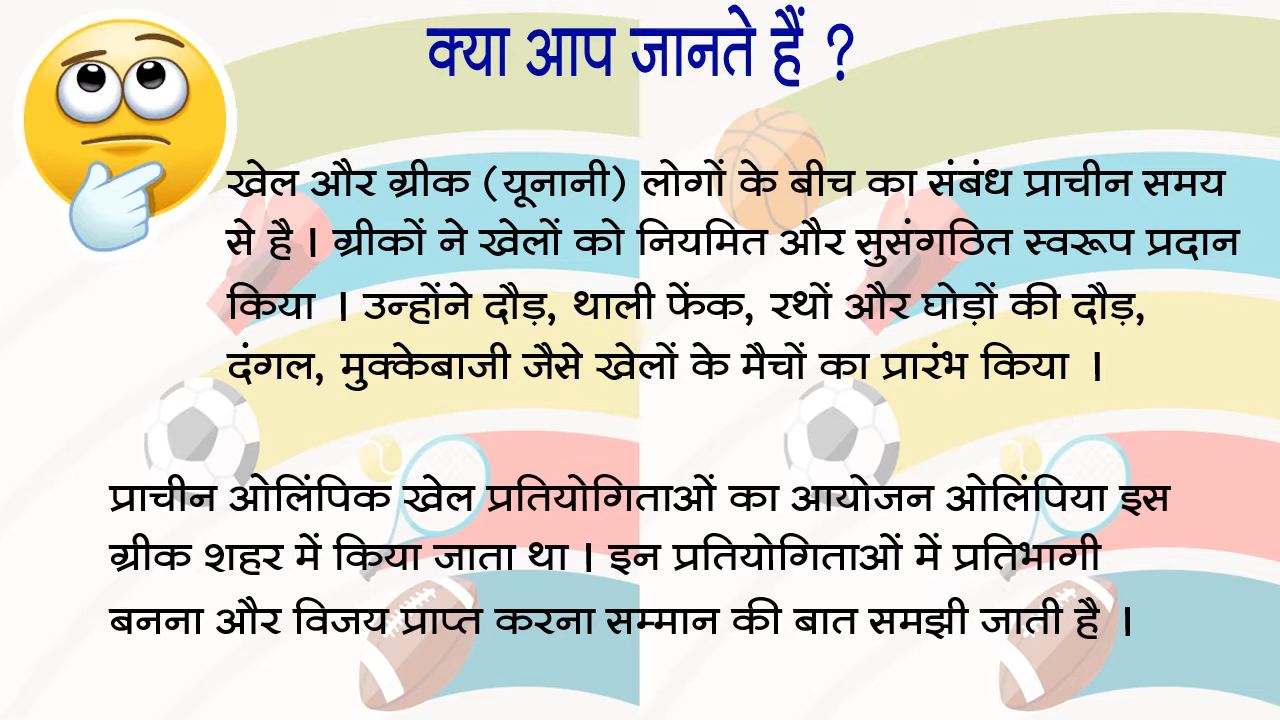 क्या आप जानते हैं ?
खेल और ग्रीक (यूनानी) लोगों के बीच का संबंध प्राचीन समय
से है । ग्रीकों ने खेलों को नियमित और सुसंगठित स्वरूप प्रदान
किया । उन्होंने दौड़, थाली फेंक, रथों और घोड़ों की दौड़,
दंगल, मुक्केबाजी जैसे खेलों के मैचों का प्रारंभ किया ।
प्राचीन ओलिंपिक खेल प्रतियोगिताओं का आयोजन ओलिंपिया इस
ग्रीक शहर में किया जाता था । इन प्रतियोगिताओं में प्रतिभागी
बनना और विजय प्राप्त करना सम्मान की बात समझी जाती है ।